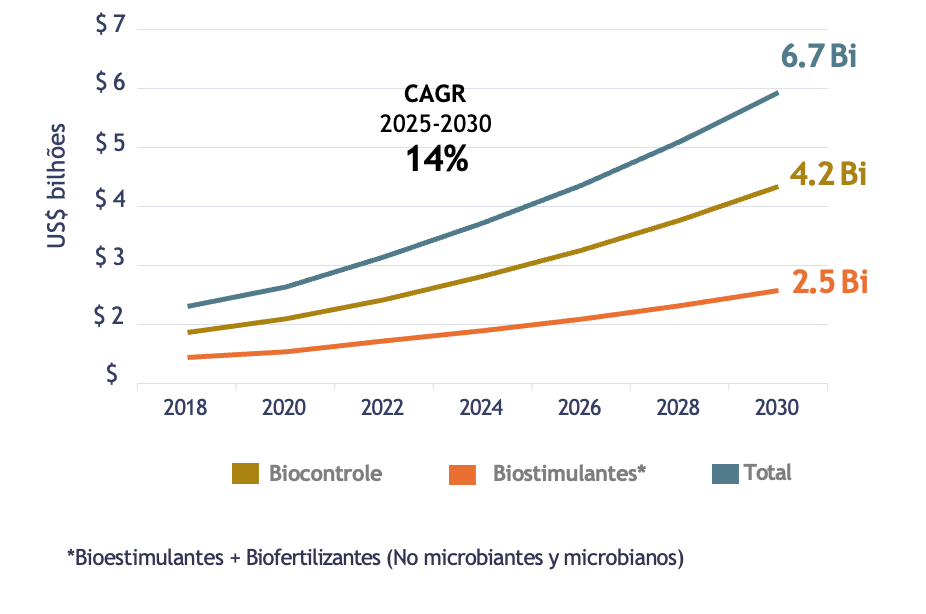 $ 7
6.7 Bi
$ 6
CAGR
2025-2030
14%
$ 5
4.2 Bi
$ 4
US$ bilhões
$ 3
2.5 Bi
$ 2
$
2018 2020 2022 2024 2026 2028 2030
Biocontrole Biostimulantes* Total
*Bioestimulantes + Biofertilizantes (No microbiantes y microbianos)